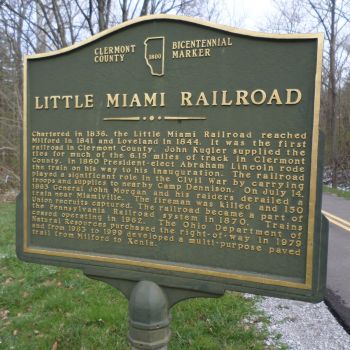 CLERMONT
COUNTY
1800
BICENTENNIAL
MARKER
LITTLE MIAMI RAILROAD
Chartered in 1836, the Little Miami Railroad reached
Milford in 1841 and Loveland in 1844. It was the first
railroad in Clermont County. John Kugler supplied the
ties for much of the 6.15 miles of track in Clermont
County. In 1860 President-elect Abraham Lincoln rode
the train on his way to his inauguration. The railroad
played a significant role in the Civil War by carrying
troops and supplies to nearby Camp Dennison. On July 14,
1863 General John Morgan and his raiders derailed a
train near Miamiville. The fireman was killed and 150
Union recruits captured. The railroad became a part of
the Pennsylvania Railroad system in 1870. Trains
ceased operating in 1962. The Ohio Department of
Natural Resources purchased the right-of-way in 1979
and from 1983 to 1999 developed a multi-purpose paved
trail from Milford to Xenia.